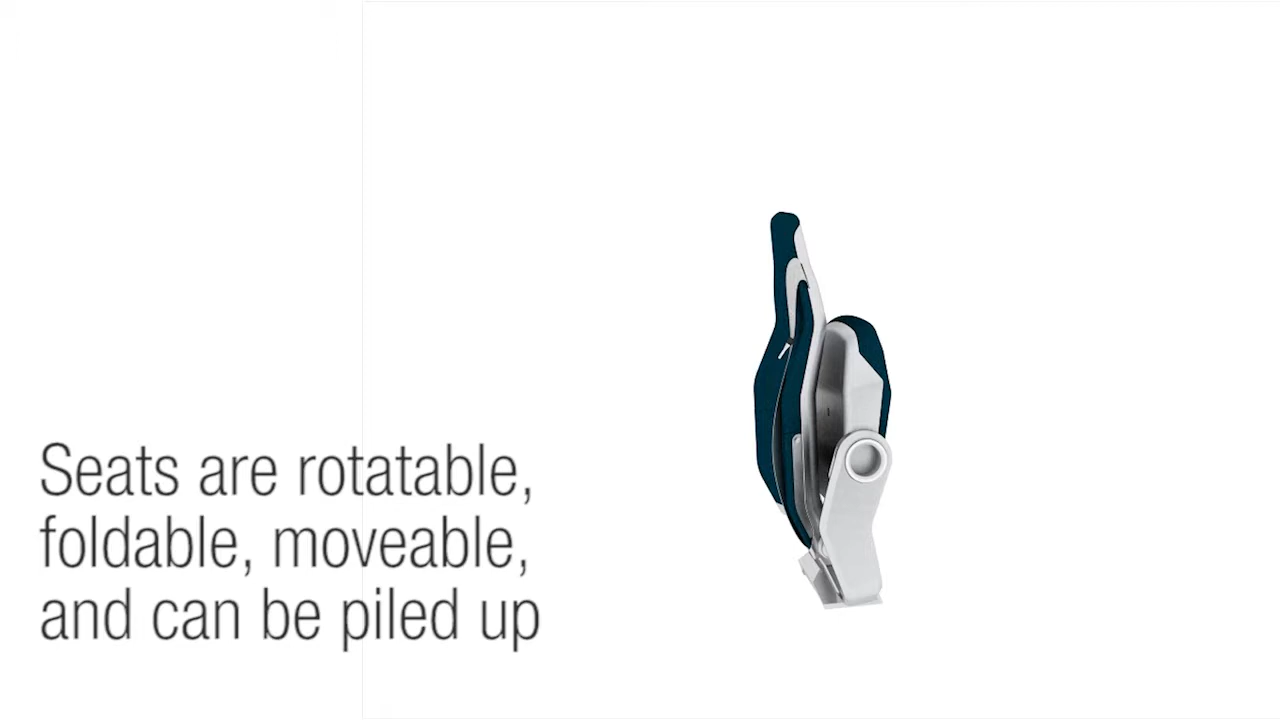 Seats are rotatable,
foldable, moveable,
and can be piled up